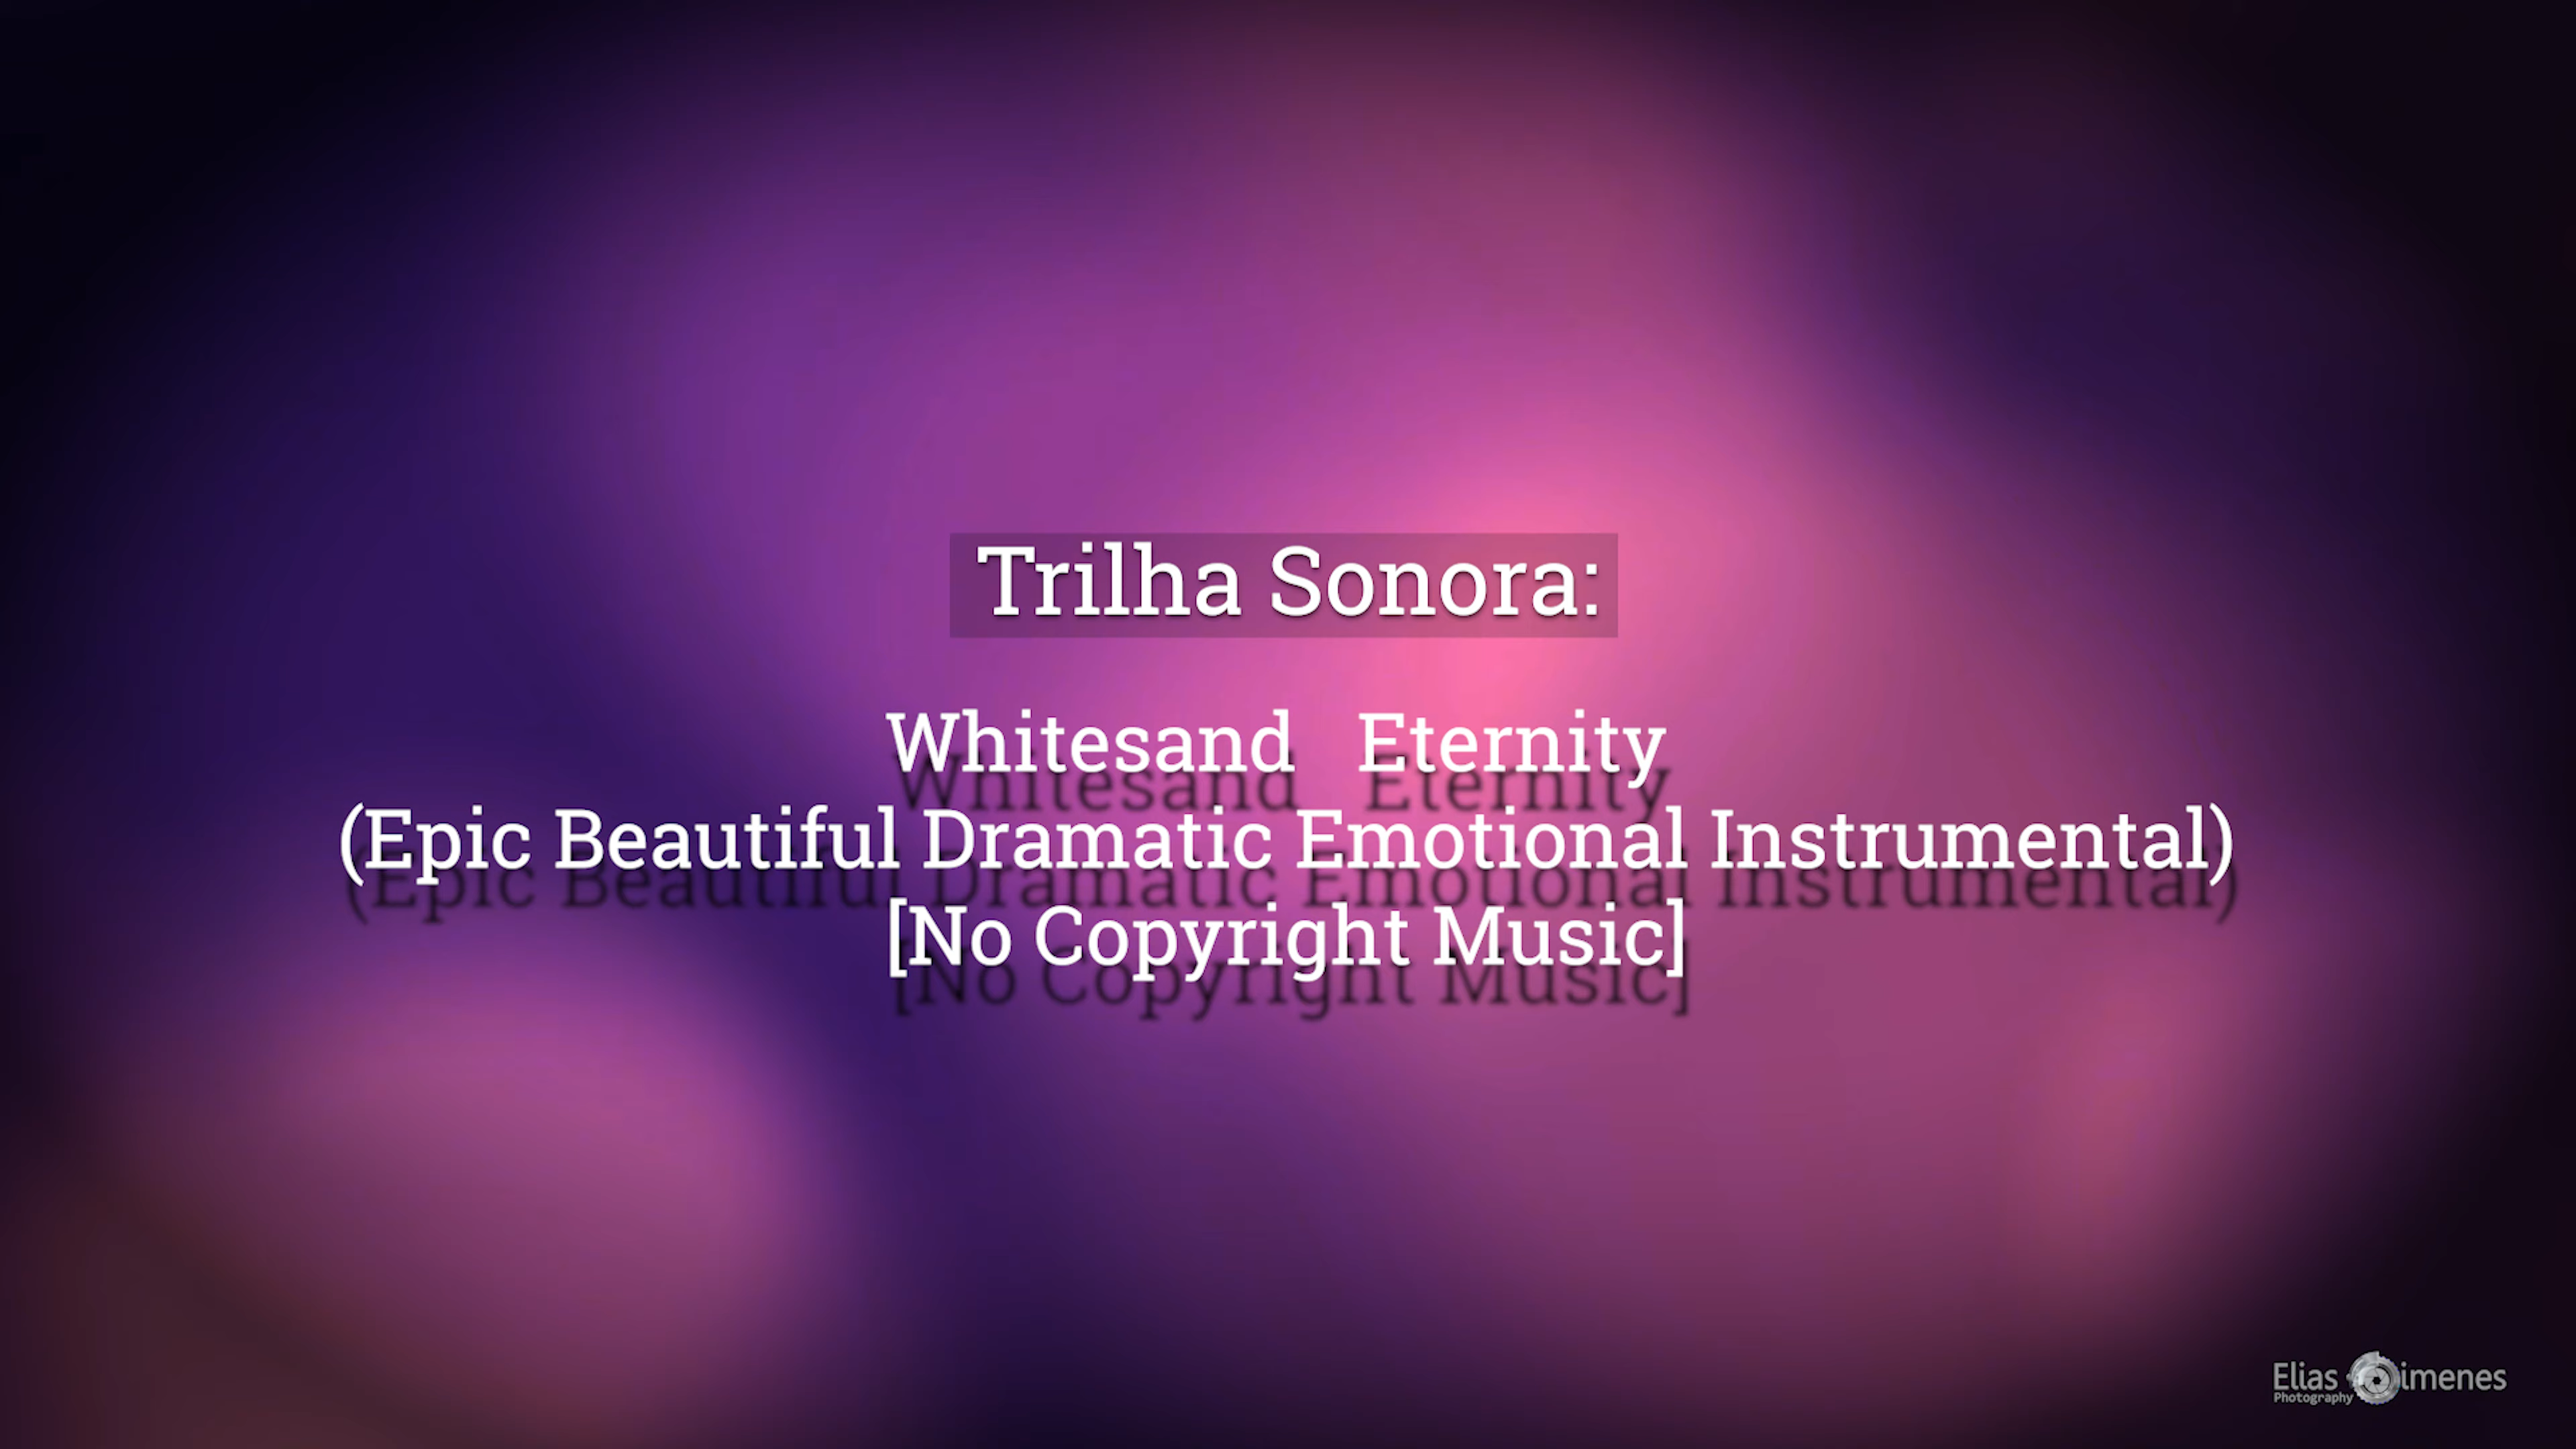 Trilha Sonora:
Whitesand Eternity
(Epic Beautiful Dramatic Emotional Instrumental)
[No Copyright Music]
Elias imenes
Photography